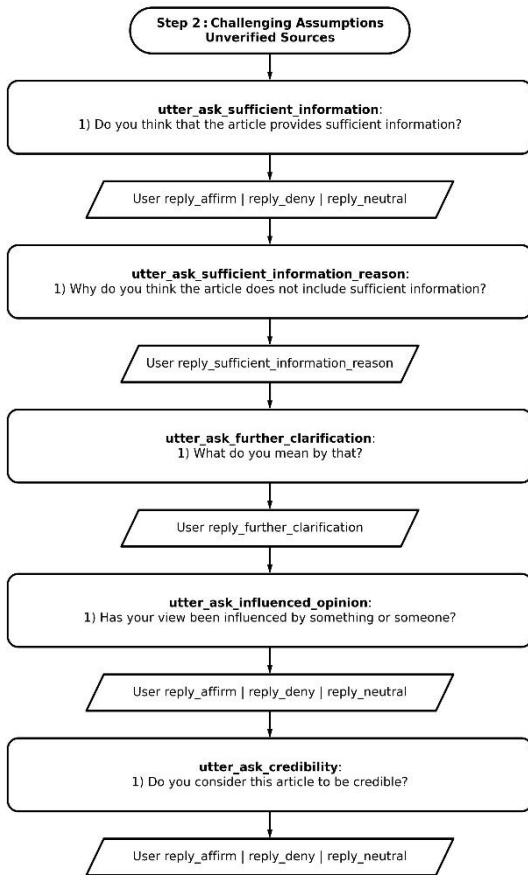 Step 2: Challenging Assumptions
Unverified Sources
utter_ask_sufficient_information:
1) Do you think that the article provides sufficient information?
User reply_affirm | reply_deny | reply_neutral
utter_ask_sufficient_information_reason:
1) Why do you think the article does not include sufficient information?
User reply_sufficient_information_reason
utter_ask_further_clarification:
1) What do you mean by that?
User reply_further_clarification
utter_ask_influenced_opinion:
1) Has your view been influenced by something or someone?
User reply_affirm | reply_deny | reply_neutral
utter_ask_credibility:
1) Do you consider this article to be credible?
User reply_affirm | reply_deny | reply_neutral